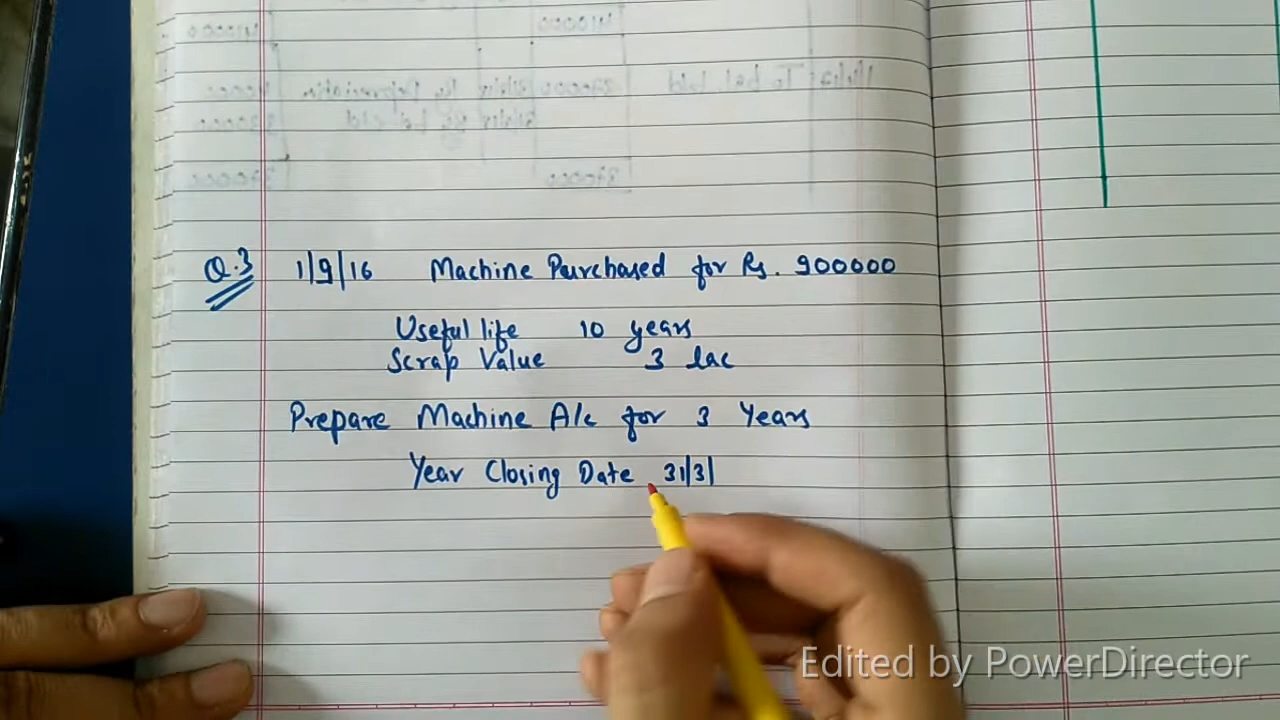 Q.3 1/9/16 Machine Purchased for Rs. 900000
Useful life 10 years
Scrap Value 3 lac
Prepare Machine A/c for 3 Years
Year Closing Date 31/3/
Edited by PowerDirector